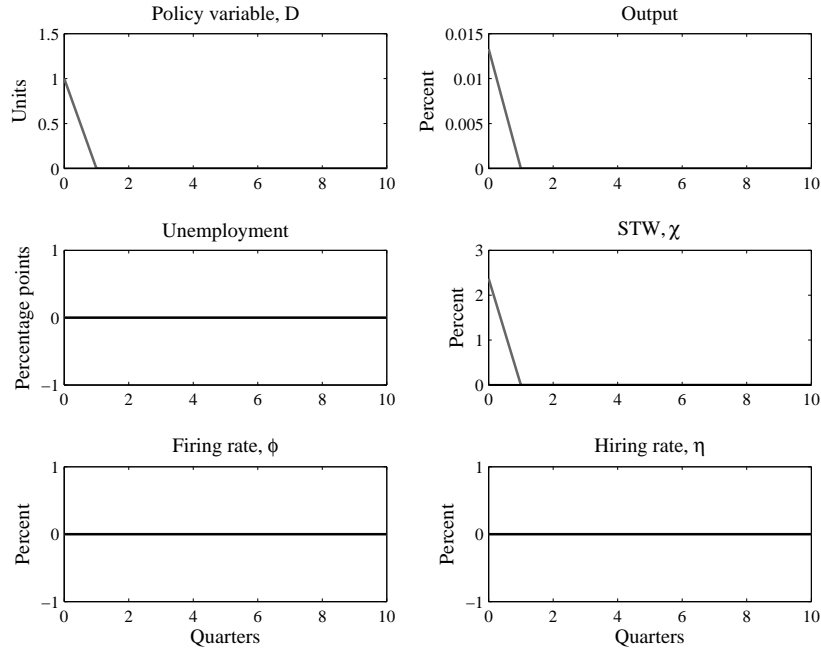 Policy variable, D
1.5
1
0.5
0
Units
0 2 4 6 8 10
Output
0.015
0.01
0.005
0
Percent
0 2 4 6 8 10
Unemployment
1
0
−1
Percentage points
0 2 4 6 8 10
STW, χ
3
2
1
0
Percent
0 2 4 6 8 10
Firing rate, φ
1
0
−1
Percent
0 2 4 6 8 10
Quarters
Hiring rate, η
1
0
−1
Percent
0 2 4 6 8 10
Quarters